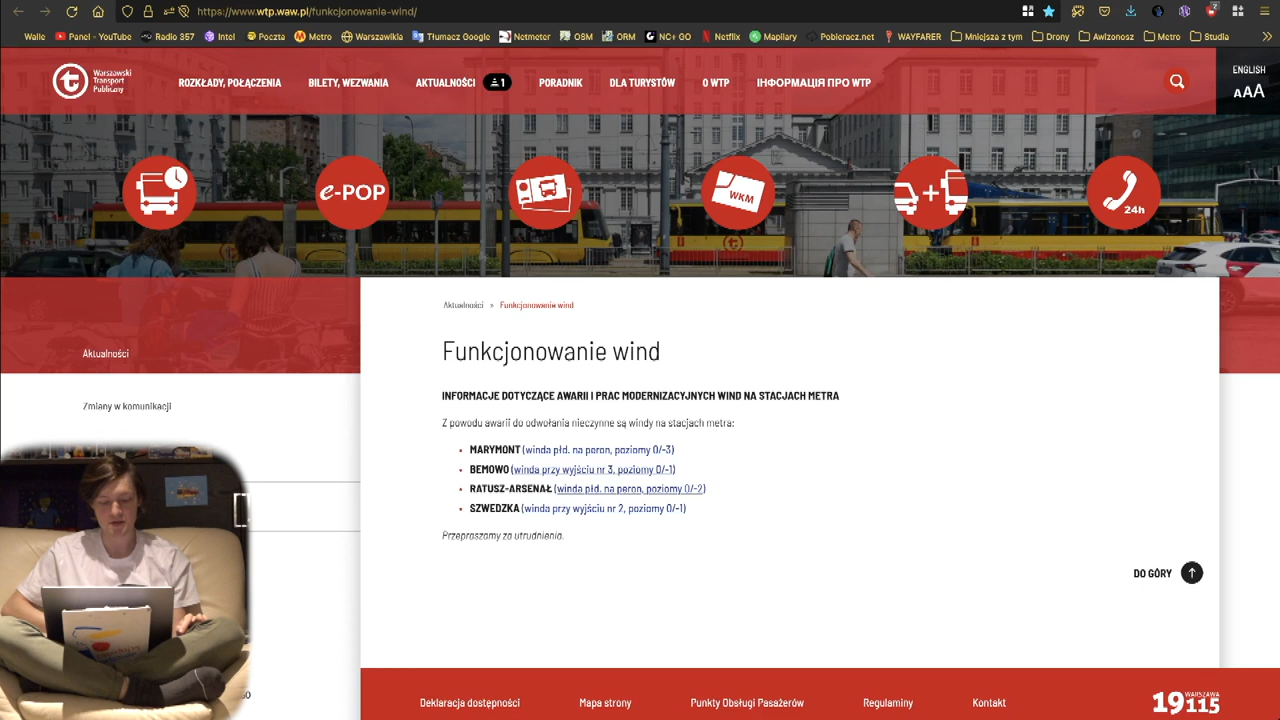 https://www.wtp.waw.pl/funkcjonowanie-wind/
2
Walle Panel - YouTube Radio 357 Intel Poczta Metro Warszawikia Tłumacz Google Netmeter OSM ORM NC+ GO Netflix Mapilary Pobieracz.net WAYFARER Mniejsza z tym Drony Awizonosz Metro Studia
Warszawski
Transport
Publiczny
ROZKŁADY, POŁĄCZENIA BILETY, WEZWANIA AKTUALNOŚCI 1 PORADNIK DLA TURYSTÓW O WTP ІНФОРМАЦІЯ ПРО WTP
ENGLISH
AAA
e-POP
WKM
24h
Aktualności » Funkcjonowanie wind
Funkcjonowanie wind
Aktualności
Zmiany w komunikacji
INFORMACJE DOTYCZĄCE AWARII I PRAC MODERNIZACYJNYCH WIND NA STACJACH METRA
Z powodu awarii do odwołania nieczynne są windy na stacjach metra:
• MARYMONT (winda płd. na peron, poziomy 0/-3)
• BEMOWO (winda przy wyjściu nr 3, poziomy 0/-1)
• RATUSZ-ARSENAŁ (winda płd. na peron, poziomy 0/-2)
• SZWEDZKA (winda przy wyjściu nr 2, poziomy 0/-1)
Przepraszamy za utrudnienia.
DO GÓRY
Deklaracja dostępności Mapa strony Punkty Obsługi Pasażerów Regulaminy Kontakt
WARSZAWA
19115